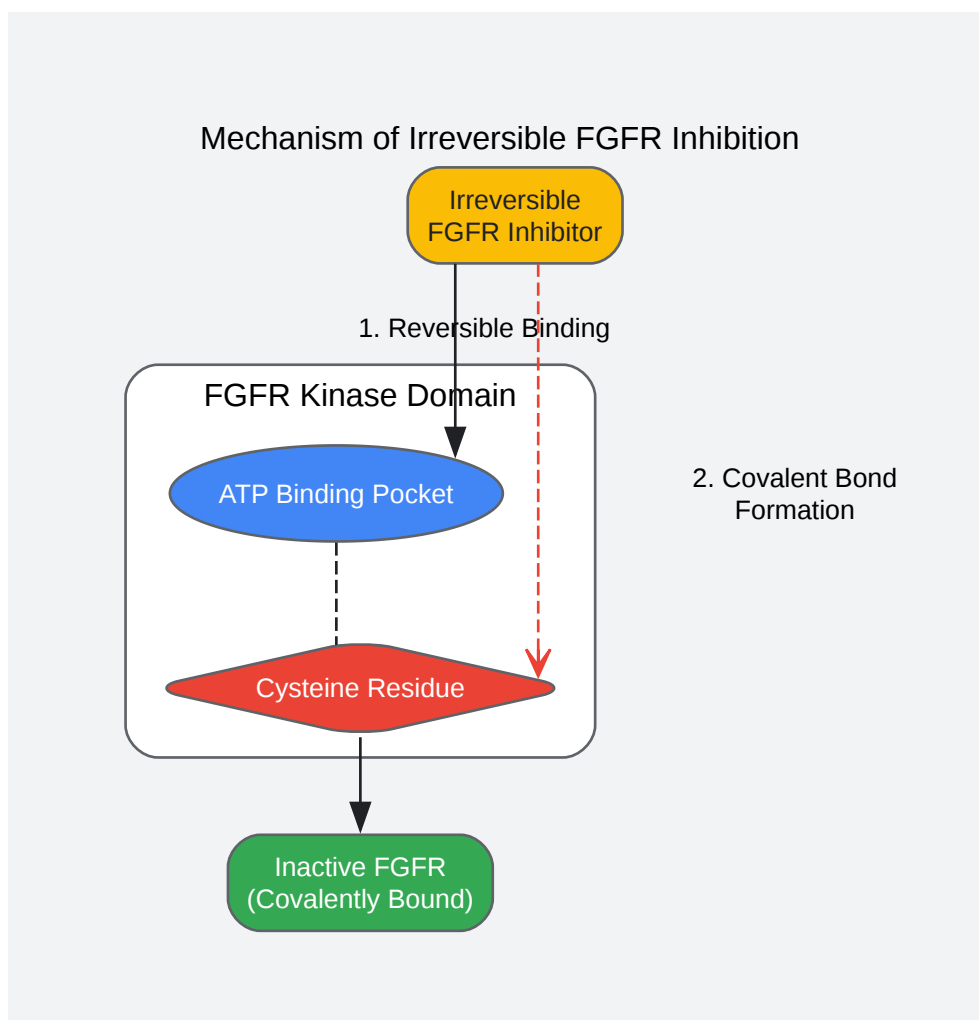 Mechanism of Irreversible FGFR Inhibition
Irreversible
FGFR Inhibitor
1. Reversible Binding
FGFR Kinase Domain
ATP Binding Pocket
2. Covalent Bond
Formation
Cysteine Residue
Inactive FGFR
(Covalently Bound)